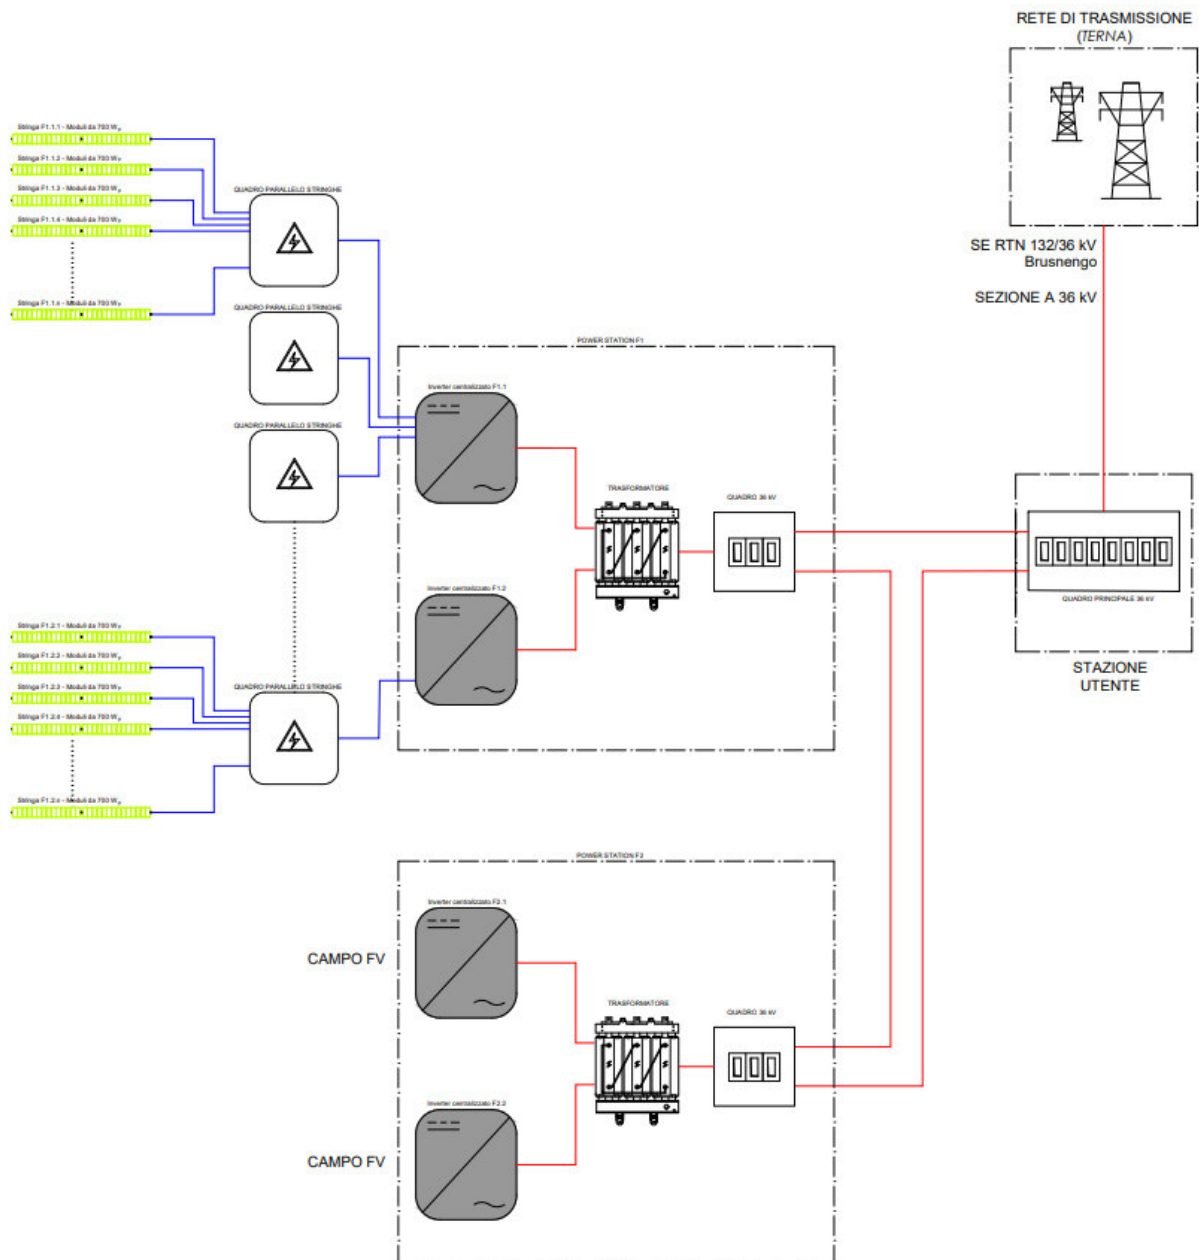 RETE DI TRASMISSIONE
(TERNA)
Stringa F1.1.1 - Moduli da 700 Wp
Stringa F1.1.2 - Moduli da 700 Wp
Stringa F1.1.3 - Moduli da 700 Wp
Stringa F1.1.4 - Moduli da 700 Wp
Stringa F1.1.n - Moduli da 700 Wp
QUADRO PARALLELO STRINGHE
QUADRO PARALLELO STRINGHE
QUADRO PARALLELO STRINGHE
SE RTN 132/36 kV
Brusnengo
SEZIONE A 36 kV
POWER STATION F1
Inverter centralizzato F1.1
TRASFORMATORE
QUADRO 36 kV
Inverter centralizzato F1.2
QUADRO PRINCIPALE 36 kV
STAZIONE
UTENTE
Stringa F1.2.1 - Moduli da 700 Wp
Stringa F1.2.2 - Moduli da 700 Wp
Stringa F1.2.3 - Moduli da 700 Wp
Stringa F1.2.4 - Moduli da 700 Wp
Stringa F1.2.n - Moduli da 700 Wp
QUADRO PARALLELO STRINGHE
POWER STATION F2
Inverter centralizzato F2.1
CAMPO FV
TRASFORMATORE
QUADRO 36 kV
Inverter centralizzato F2.2
CAMPO FV